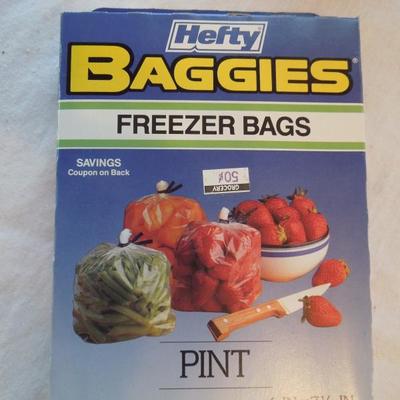 Hefty
BAGGIES®
FREEZER BAGS
SAVINGS
Coupon on Back
GROCERY
50¢
PINT